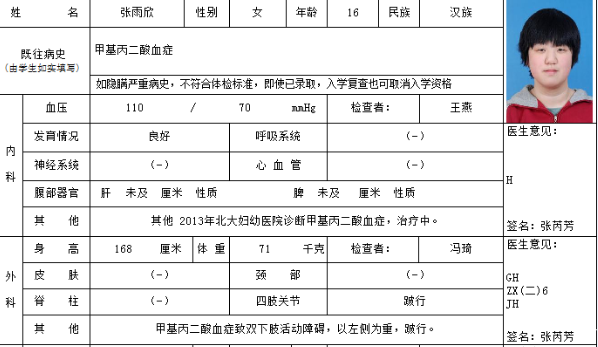 姓 名 张雨欣 性别 女 年龄 16 民族 汉族
既往病史
(由学生如实填写)
甲基丙二酸血症
如隐瞒严重病史，不符合体检标准，即使已录取，入学复查也可取消入学资格
内科
血压 110 / 70 mmHg 检查者： 王燕
发育情况 良好 呼吸系统 (-)
神经系统 (-) 心血管 (-)
腹部器官 肝 未及 厘米 性质 脾 未及 厘米 性质
其 他 其他 2013年北大妇幼医院诊断甲基丙二酸血症，治疗中。
医生意见：
H
签名：张芮芳
外科
身 高 168 厘米 体 重 71 千克 检查者： 冯琦
皮 肤 (-) 颈 部 (-)
脊 柱 (-) 四肢关节 跛行
其 他 甲基丙二酸血症致双下肢活动障碍，以左侧为重，跛行。
医生意见：
GH
ZX(二)6
JH
签名：张芮芳